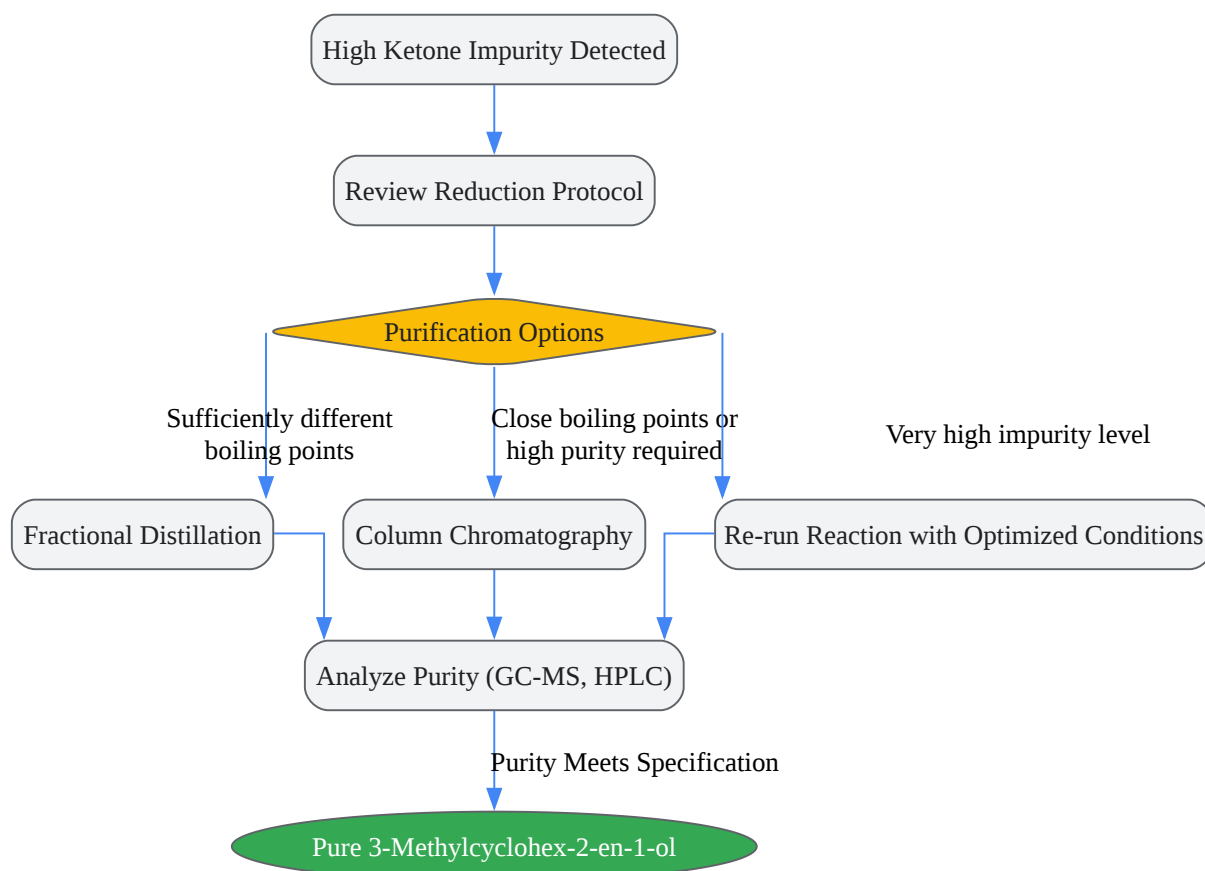 High Ketone Impurity Detected
Review Reduction Protocol
Purification Options
Sufficiently different
boiling points
Close boiling points or
high purity required
Very high impurity level
Fractional Distillation
Column Chromatography
Re-run Reaction with Optimized Conditions
Analyze Purity (GC-MS, HPLC)
Purity Meets Specification
Pure 3-Methylcyclohex-2-en-1-ol